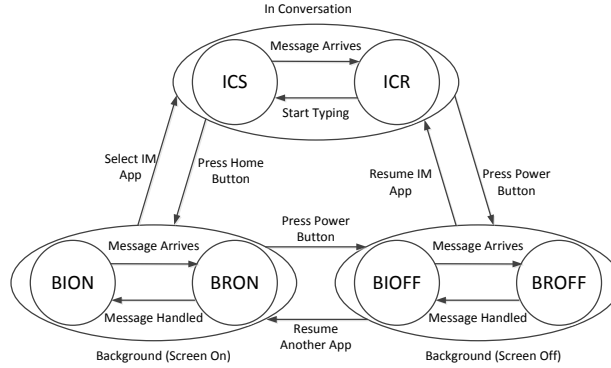 In Conversation
Message Arrives
ICS
ICR
Start Typing
Select IM
App
Press Home
Button
Resume IM
App
Press Power
Button
Press Power
Button
Message Arrives
Message Arrives
BION
BRON
BIOFF
BROFF
Message Handled
Message Handled
Resume
Another App
Background (Screen On)
Background (Screen Off)